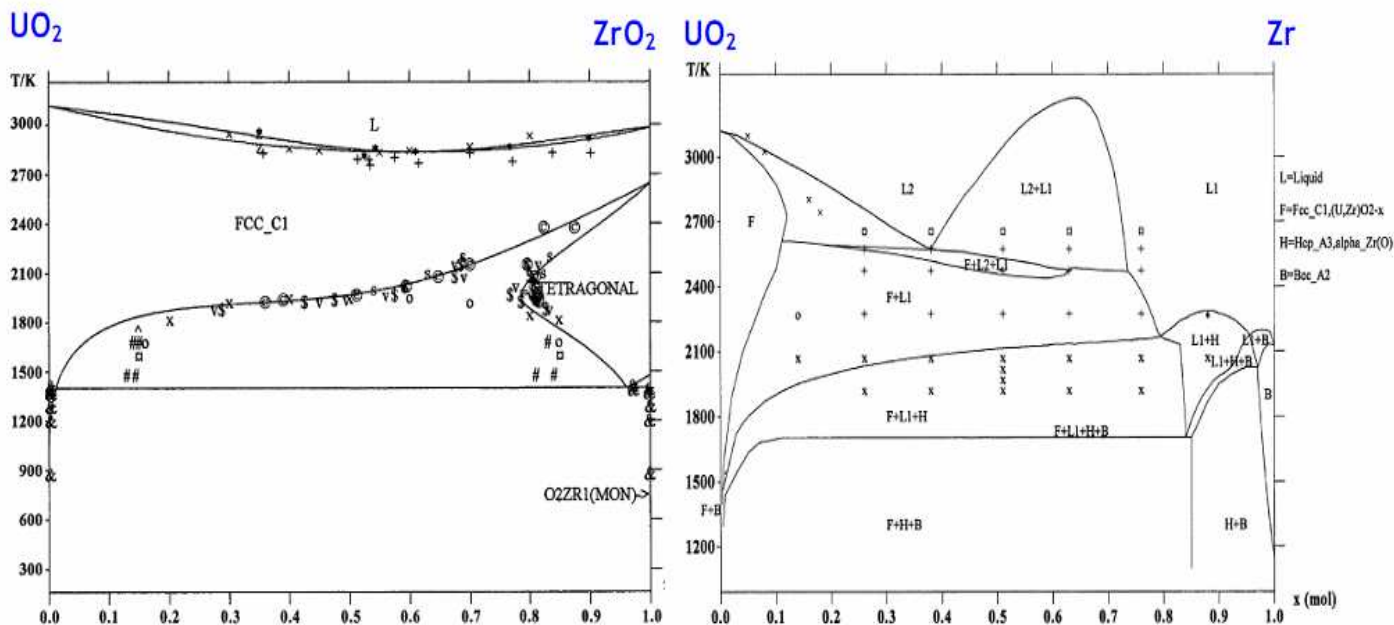 UO2
ZrO2
T/K
3000
2700
2400
2100
1800
1500
1200
900
600
300
L
FCC_C1
TETRAGONAL
O2ZR1(MON)->
0.0 0.1 0.2 0.3 0.4 0.5 0.6 0.7 0.8 0.9 1.0
UO2
Zr
T/K
3000
2700
2400
2100
1800
1500
1200
L2
L2+L1
L1
F
F+L2+L1
F+L1
L1+H
L1+B
L1+H+B
B
F+L1+H
F+L1+H+B
F+B
F+H+B
H+B
0.0 0.1 0.2 0.3 0.4 0.5 0.6 0.7 0.8 0.9 1.0
x (mol)
L=Liquid
F=Fcc_C1,(U,Zr)O2-x
H=Hcp_A3,alpha_Zr(O)
B=Bcc_A2